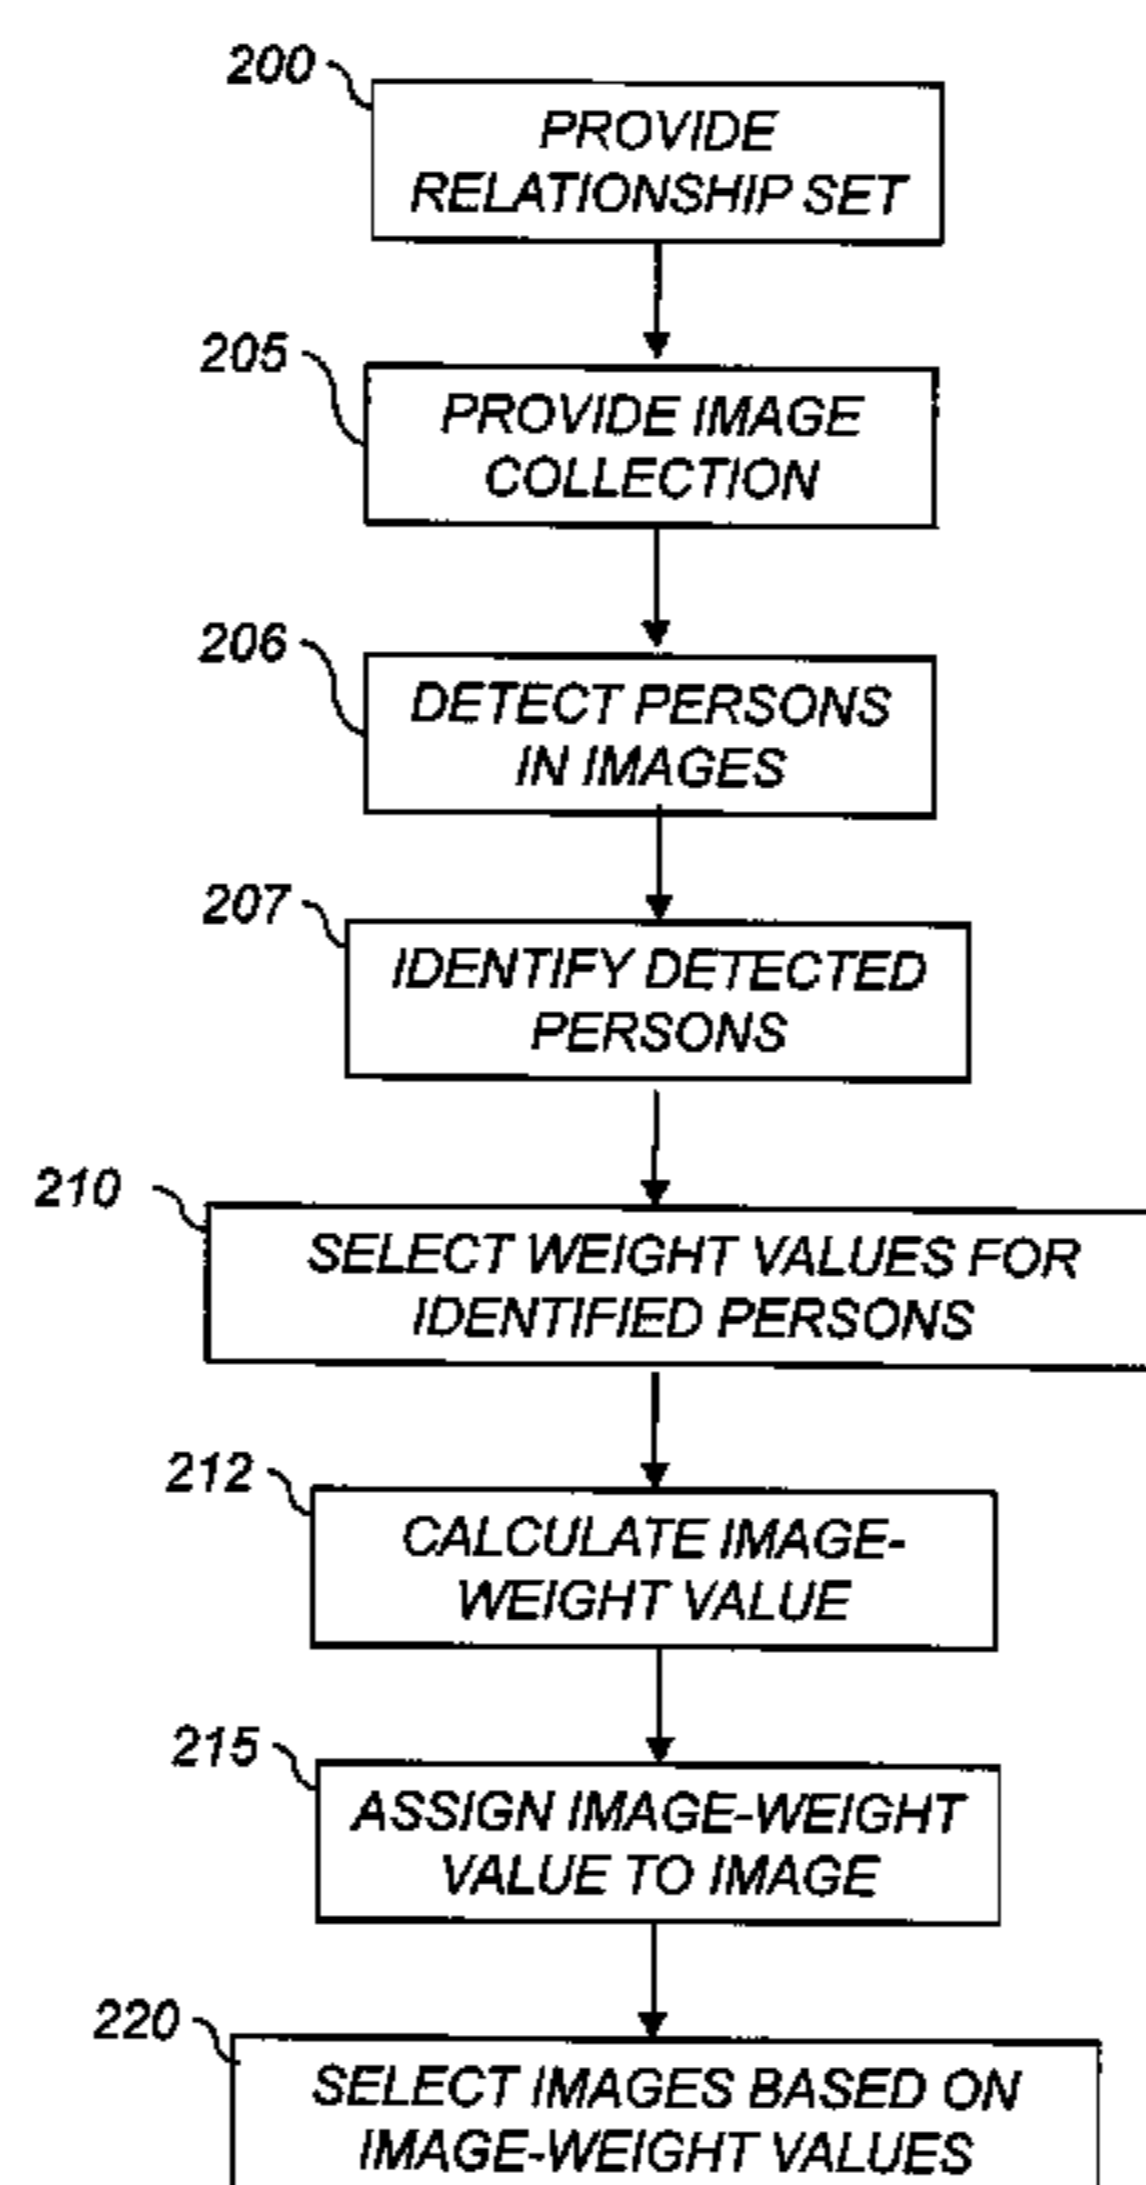 200
PROVIDE
RELATIONSHIP SET
205
PROVIDE IMAGE
COLLECTION
206
DETECT PERSONS
IN IMAGES
207
IDENTIFY DETECTED
PERSONS
210
SELECT WEIGHT VALUES FOR
IDENTIFIED PERSONS
212
CALCULATE IMAGE-
WEIGHT VALUE
215
ASSIGN IMAGE-WEIGHT
VALUE TO IMAGE
220
SELECT IMAGES BASED ON
IMAGE-WEIGHT VALUES